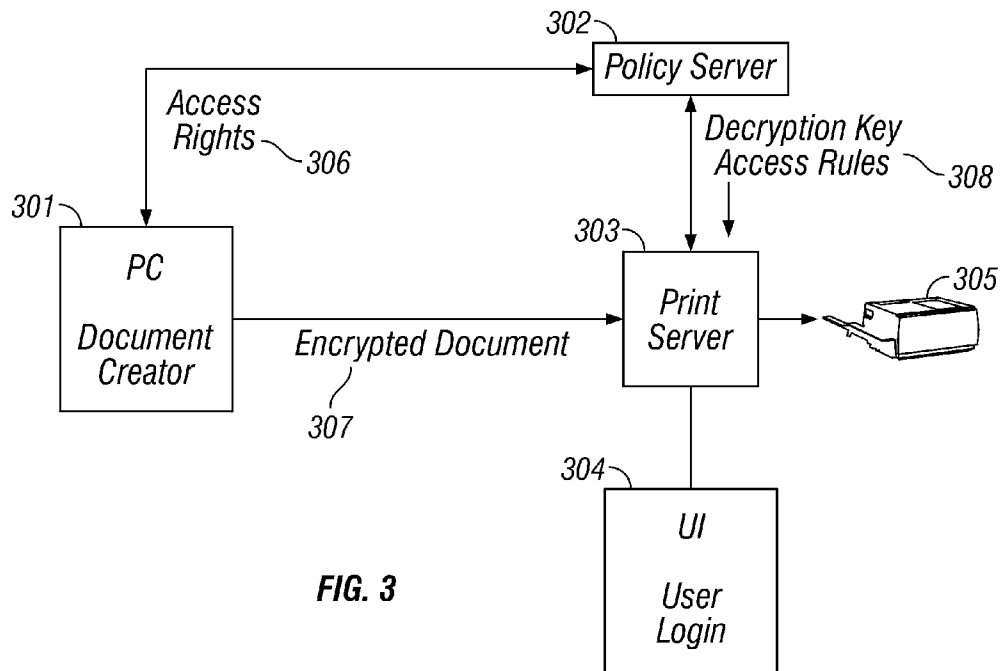 302
Policy Server
Access
Rights
306
Decryption Key
Access Rules
308
301
PC
Document
Creator
303
Print
Server
305
Encrypted Document
307
304
UI
User
Login
FIG. 3